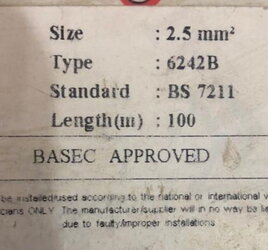 Size : 2.5 mm²
Type : 6242B
Standard : BS 7211
Length(m) : 100
BASEC APPROVED
be installed/used according to the national or international
cians ONLY. The manufacturer/supplier will in no way be
due to faulty/improper installations